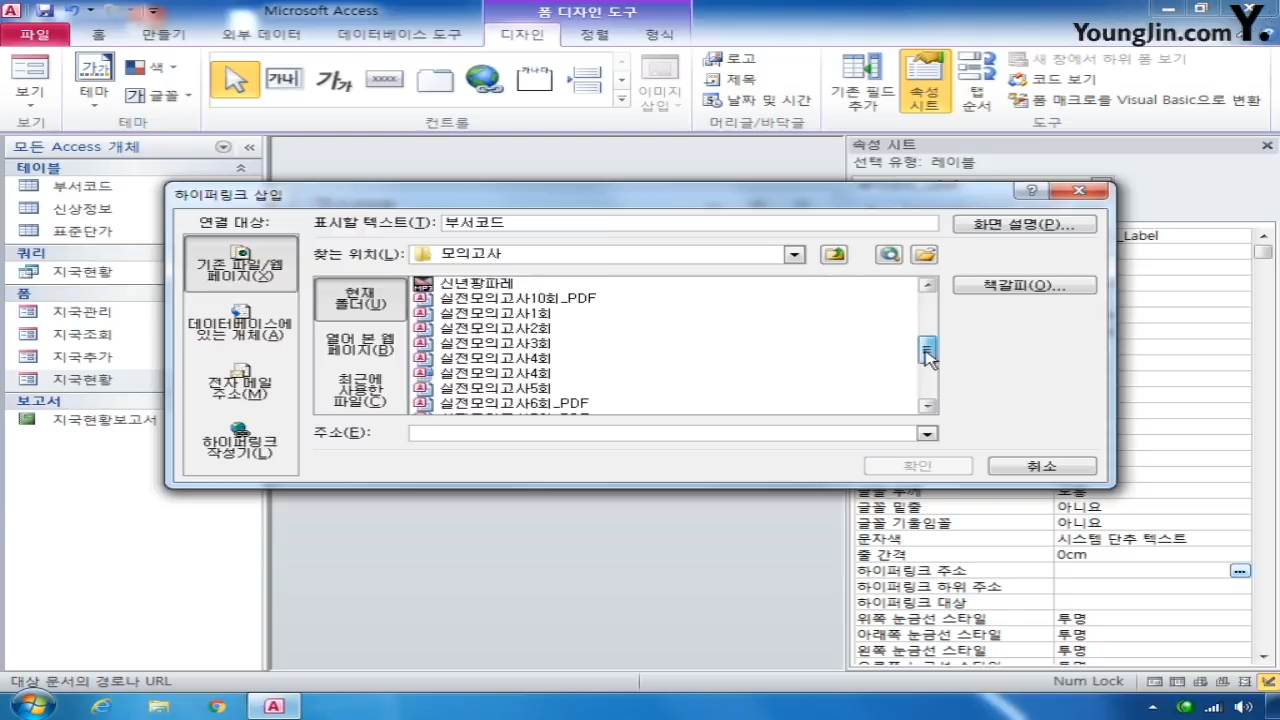 Microsoft Access
폼 디자인 도구
YoungJin.com Y.
파일 홈 만들기 외부 데이터 데이터베이스 도구 디자인 정렬 형식
보기
테마
색
글꼴
가가
가나
가가
xxxx
가나다
이미지
삽입
로고
제목
날짜 및 시간
기존 필드
추가
속성
시트
탭
순서
새 창에서 하위 폼 보기
코드 보기
폼 매크로를 Visual Basic으로 변환
보기 테마 컨트롤 머리글/바닥글 도구
모든 Access 개체
테이블
부서코드
신상정보
표준단가
쿼리
지국현황
폼
지국관리
지국조회
지국추가
지국현황
보고서
지국현황보고서
하이퍼링크 삽입
연결 대상:
표시할 텍스트(T): 부서코드
화면 설명(P)...
기존 파일/웹
페이지(X)
데이터베이스에
있는 개체(A)
전자 메일
주소(M)
하이퍼링크
작성기(L)
찾는 위치(L): 모의고사
현재
폴더(U)
열어 본 웹
페이지(B)
최근에
사용한
파일(C)
신년팡파레
실전모의고사10회_PDF
실전모의고사1회
실전모의고사2회
실전모의고사3회
실전모의고사4회
실전모의고사4회
실전모의고사5회
실전모의고사6회_PDF
책갈피(O)...
주소(E):
확인 취소
속성 시트
선택 유형: 레이블
_Label
글꼴 밑줄 아니요
글꼴 기울임꼴 아니요
문자색 시스템 단추 텍스트
줄 간격 0cm
하이퍼링크 주소
하이퍼링크 하위 주소
하이퍼링크 대상
위쪽 눈금선 스타일 투명
아래쪽 눈금선 스타일 투명
왼쪽 눈금선 스타일 투명
대상 문서의 경로나 URL
Num Lock